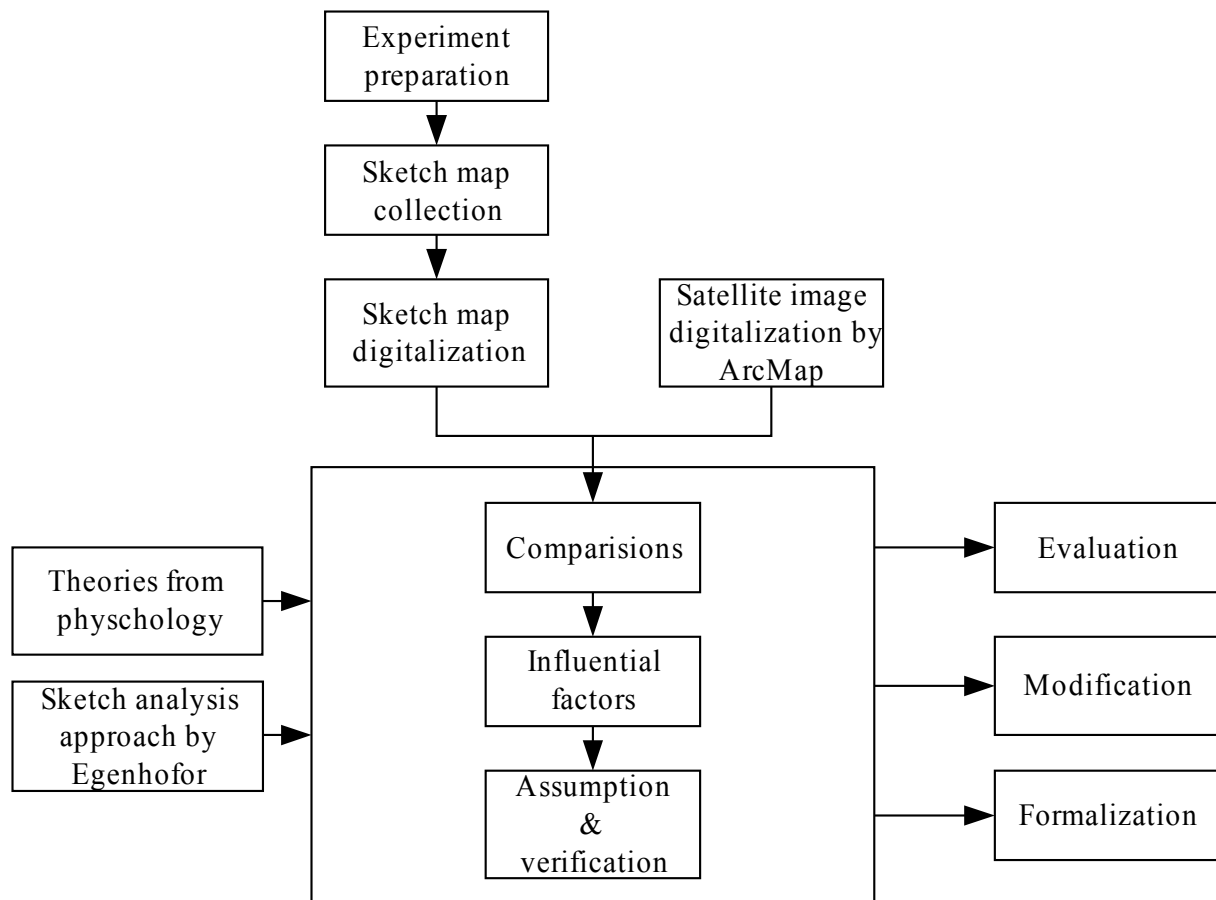 Experiment
preparation
Sketch map
collection
Sketch map
digitalization
Satellite image
digitalization by
ArcMap
Comparisions
Influential
factors
Assumption
&
verification
Theories from
physchology
Sketch analysis
approach by
Egenhofor
Evaluation
Modification
Formalization